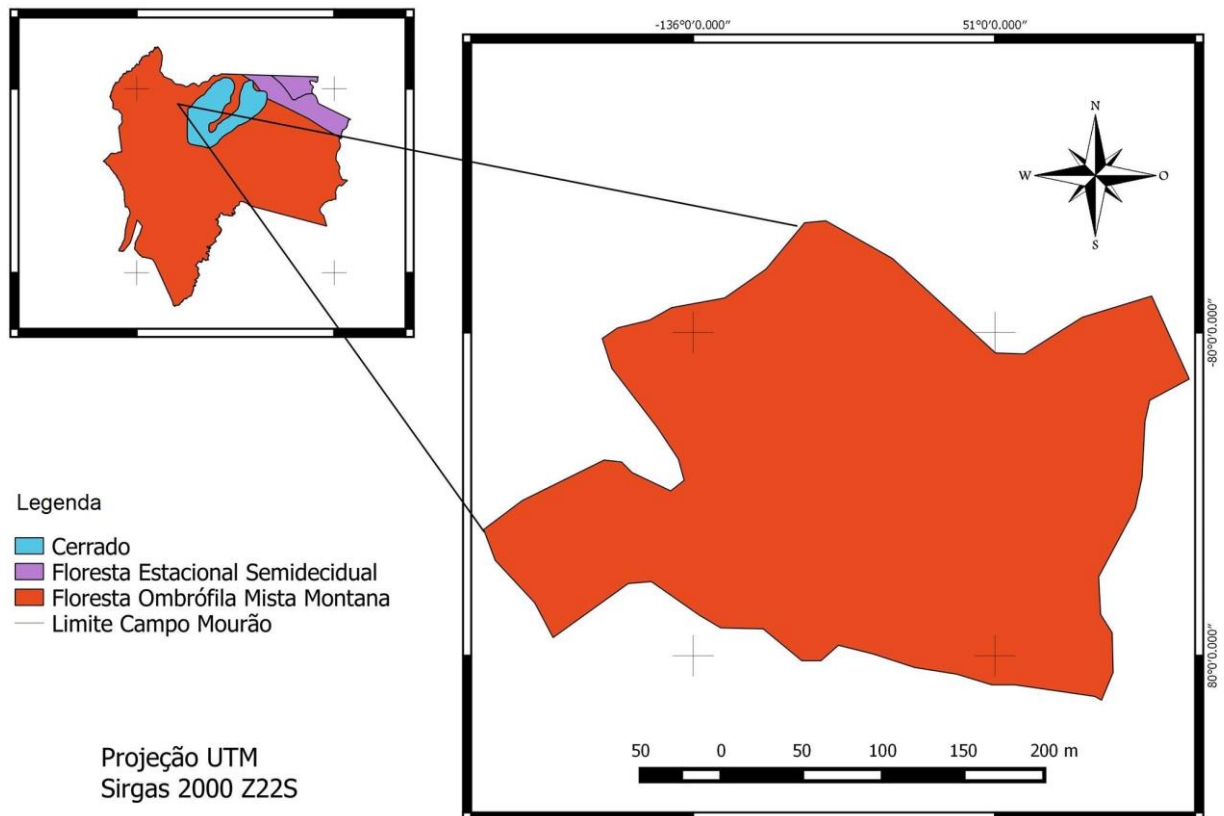 -136°0'0.000"
51°0'0.000"
N
W
O
S
-80°0'0.000"
80°0'0.000"
Legenda
Cerrado
Floresta Estacional Semidecidual
Floresta Ombrófila Mista Montana
Limite Campo Mourão
Projeção UTM
Sirgas 2000 Z22S
50 0 50 100 150 200 m